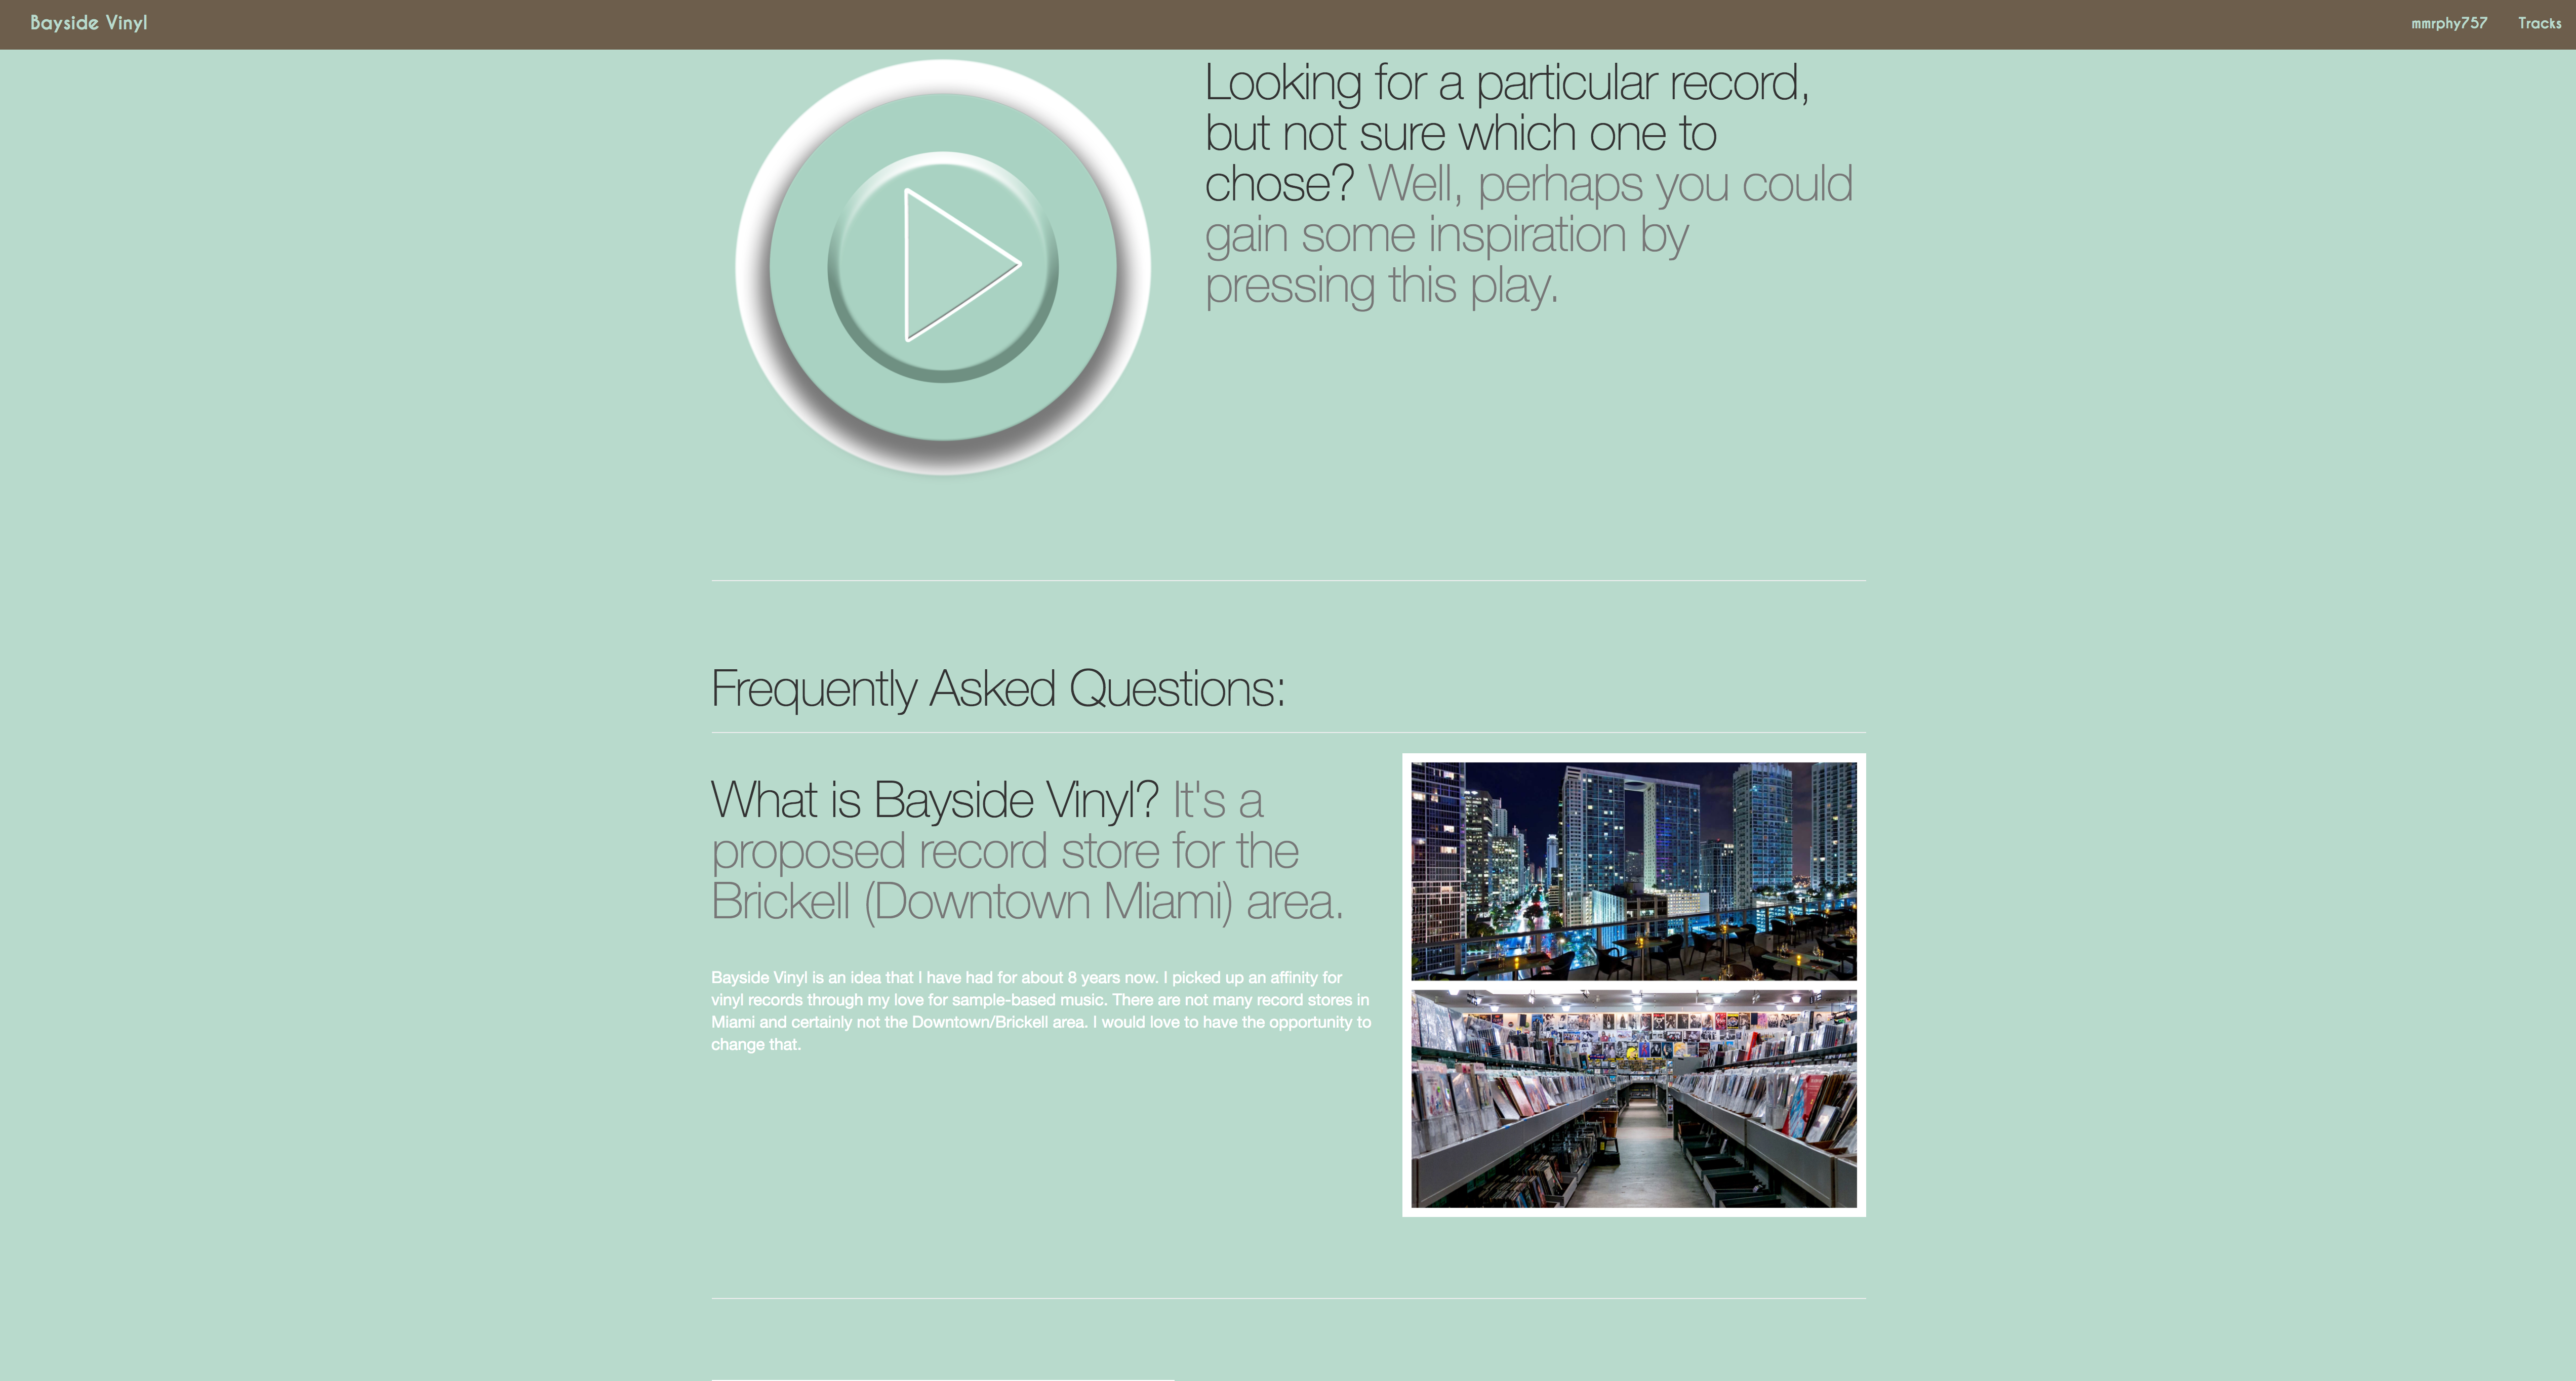 Bayside Vinyl
mmrphy757 Tracks
Looking for a particular record,
but not sure which one to
chose? Well, perhaps you could
gain some inspiration by
pressing this play.
Frequently Asked Questions:
What is Bayside Vinyl? It's a
proposed record store for the
Brickell (Downtown Miami) area.
Bayside Vinyl is an idea that I have had for about 8 years now. I picked up an affinity for
vinyl records through my love for sample-based music. There are not many record stores in
Miami and certainly not the Downtown/Brickell area. I would love to have the opportunity to
change that.